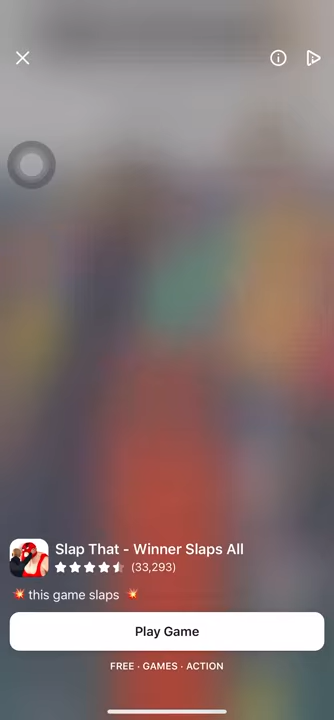 Slap That - Winner Slaps All
(33,293)
💥 this game slaps 💥
Play Game
FREE · GAMES · ACTION